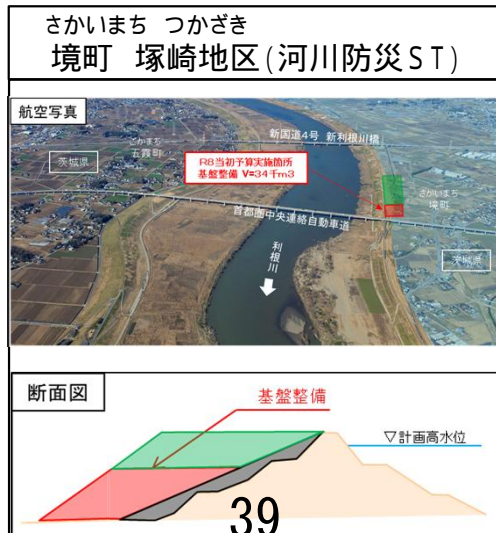 さかいまち つかざき
境町 塚崎地区(河川防災ST)
航空写真
新国道4号 新利根川橋
ごかまち
五霞町
茨城県
R8当初予算実施箇所
基盤整備 V=34千m3
さかいまち
境町
首都圏中央連絡自動車道
利根川
茨城県
断面図
基盤整備
▽計画高水位
39